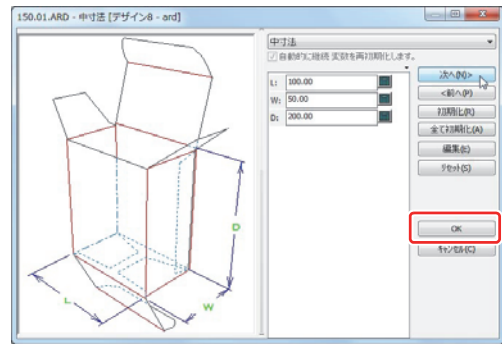 150.01.ARD - 中寸法 [デザイン8 - ard]
中寸法
自動的に継続 変数を再初期化します。
L: 100.00
W: 50.00
D: 200.00
次へ(N)>
<前へ(P)
初期化(R)
全て初期化(A)
編集(E)
リセット(S)
OK
キャンセル(C)
D
L
W